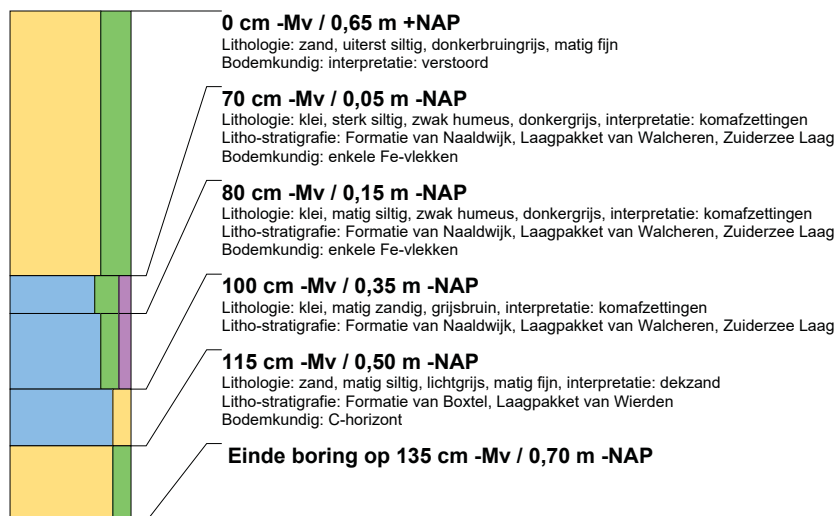 0 cm -Mv / 0,65 m +NAP
Lithologie: zand, uiterst siltig, donkerbruingrijs, matig fijn
Bodemkundig: interpretatie: verstoord
70 cm -Mv / 0,05 m -NAP
Lithologie: klei, sterk siltig, zwak humeus, donkergrijs, interpretatie: komafzettingen
Litho-stratigrafie: Formatie van Naaldwijk, Laagpakket van Walcheren, Zuiderzee Laag
Bodemkundig: enkele Fe-vlekken
80 cm -Mv / 0,15 m -NAP
Lithologie: klei, matig siltig, zwak humeus, donkergrijs, interpretatie: komafzettingen
Litho-stratigrafie: Formatie van Naaldwijk, Laagpakket van Walcheren, Zuiderzee Laag
Bodemkundig: enkele Fe-vlekken
100 cm -Mv / 0,35 m -NAP
Lithologie: klei, matig zandig, grijsbruin, interpretatie: komafzettingen
Litho-stratigrafie: Formatie van Naaldwijk, Laagpakket van Walcheren, Zuiderzee Laag
115 cm -Mv / 0,50 m -NAP
Lithologie: zand, matig siltig, lichtgrijs, matig fijn, interpretatie: dekzand
Litho-stratigrafie: Formatie van Boxtel, Laagpakket van Wierden
Bodemkundig: C-horizont
Einde boring op 135 cm -Mv / 0,70 m -NAP